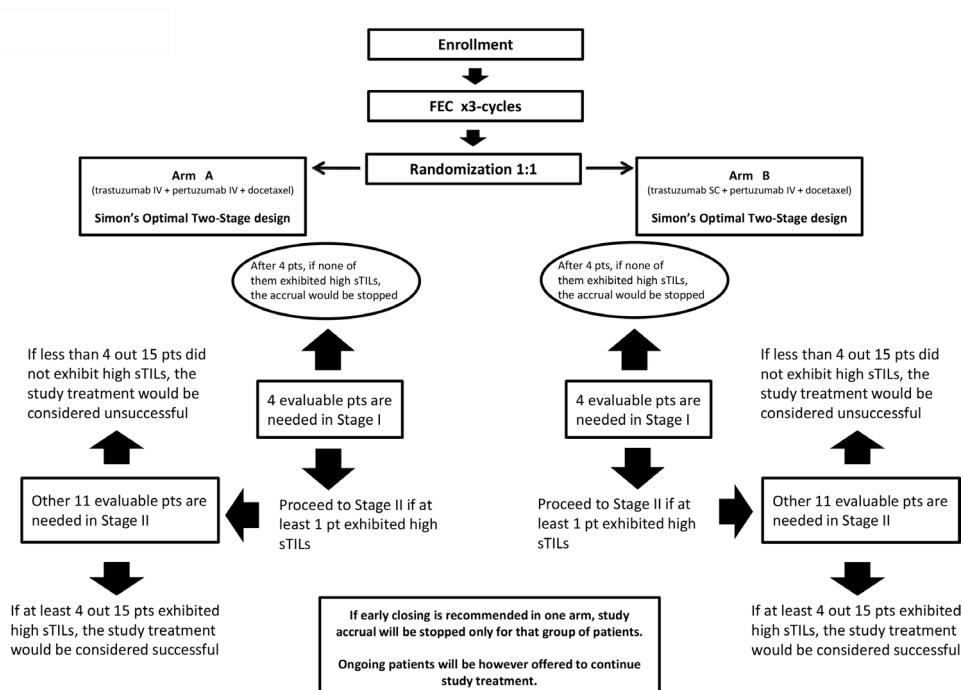 Enrollment
FEC x3-cycles
Randomization 1:1
Arm A
(trastuzumab IV + pertuzumab IV + docetaxel)
Simon's Optimal Two-Stage design
Arm B
(trastuzumab SC + pertuzumab IV + docetaxel)
Simon's Optimal Two-Stage design
After 4 pts, if none of
them exhibited high sTILs,
the accrual would be stopped
After 4 pts, if none of
them exhibited high sTILs,
the accrual would be stopped
If less than 4 out 15 pts did
not exhibit high sTILs, the
study treatment would be
considered unsuccessful
4 evaluable pts are
needed in Stage I
4 evaluable pts are
needed in Stage I
If less than 4 out 15 pts did
not exhibit high sTILs, the
study treatment would be
considered unsuccessful
Other 11 evaluable pts are
needed in Stage II
Proceed to Stage II if at
least 1 pt exhibited high
sTILs
Proceed to Stage II if at
least 1 pt exhibited high
sTILs
Other 11 evaluable pts are
needed in Stage II
If at least 4 out 15 pts exhibited
high sTILs, the study treatment
would be considered successful
If early closing is recommended in one arm, study
accrual will be stopped only for that group of patients.
Ongoing patients will be however offered to continue
study treatment.
If at least 4 out 15 pts exhibited
high sTILs, the study treatment
would be considered successful